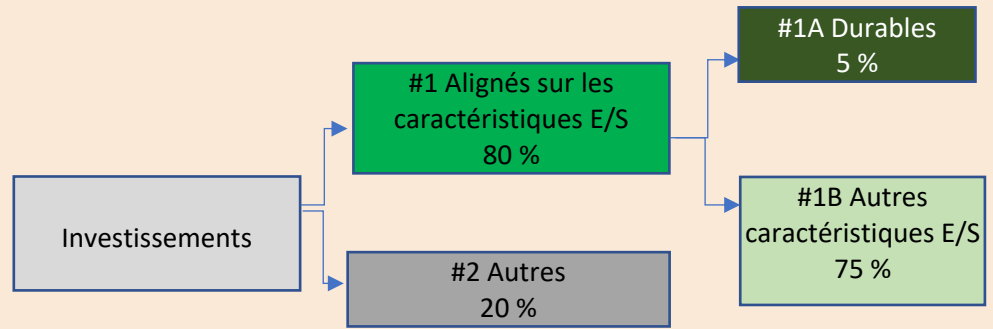 Investissements
#1 Alignés sur les
caractéristiques E/S
80 %
#2 Autres
20 %
#1A Durables
5 %
#1B Autres
caractéristiques E/S
75 %